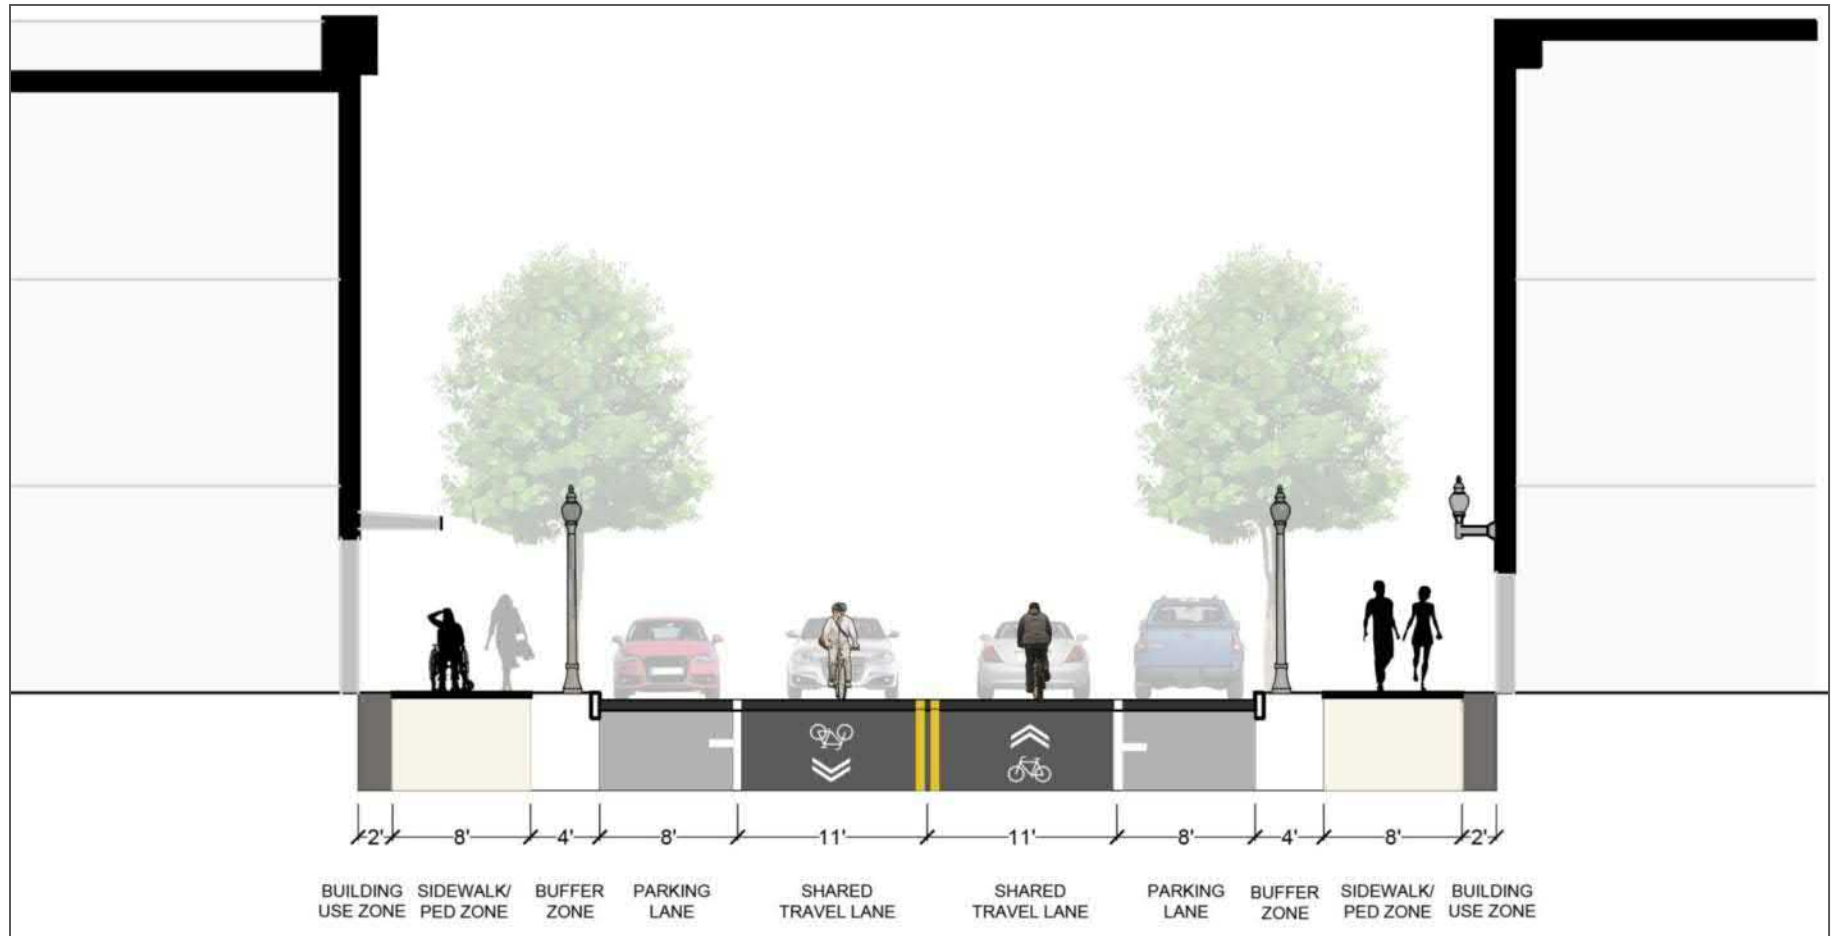 2' 8' 4' 8' 11' 11' 8' 4' 8' 2'
BUILDING USE ZONE
SIDEWALK/ PED ZONE
BUFFER ZONE
PARKING LANE
SHARED TRAVEL LANE
SHARED TRAVEL LANE
PARKING LANE
BUFFER ZONE
SIDEWALK/ PED ZONE
BUILDING USE ZONE